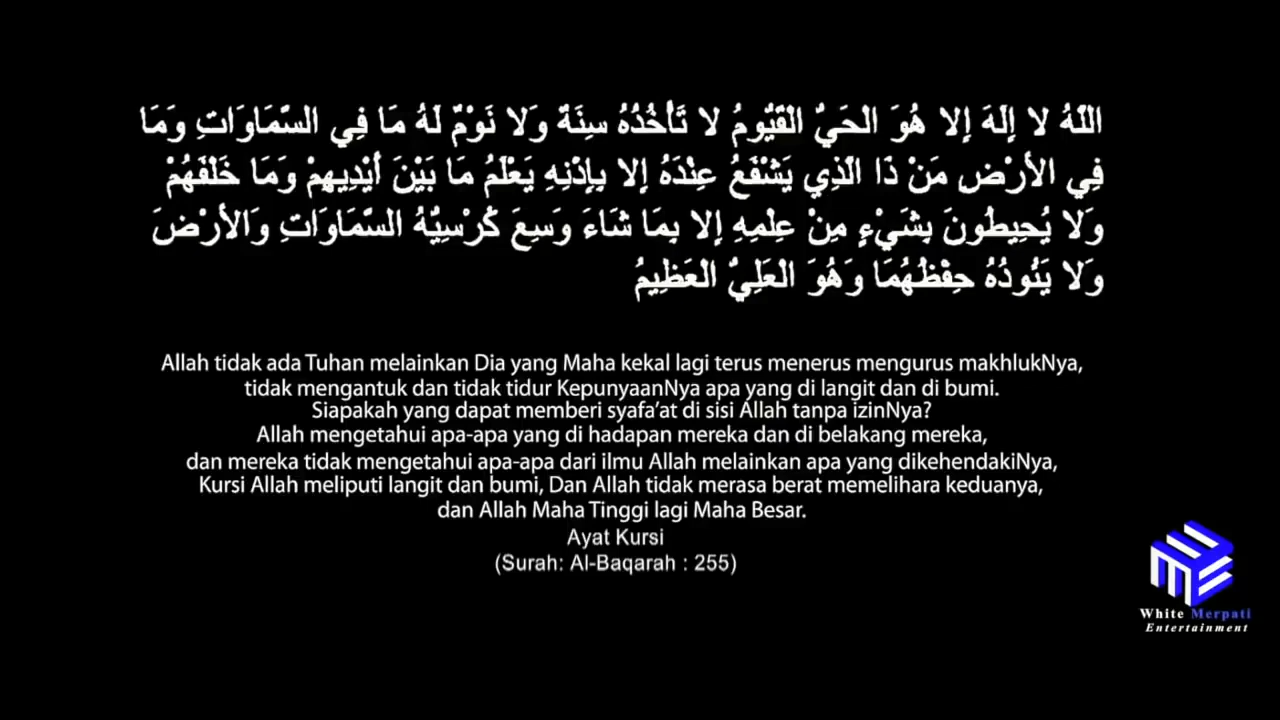 اللَّهُ لا إِلَهَ إِلا هُوَ الْحَيُّ الْقَيُّومُ لا تَأْخُذُهُ سِنَةٌ وَلا نَوْمٌ لَهُ مَا فِي السَّمَاوَاتِ وَمَا
فِي الأرْضِ مَنْ ذَا الَّذِي يَشْفَعُ عِنْدَهُ إِلا بِإِذْنِهِ يَعْلَمُ مَا بَيْنَ أَيْدِيهِمْ وَمَا خَلْفَهُمْ
وَلا يُحِيطُونَ بِشَيْءٍ مِنْ عِلْمِهِ إِلا بِمَا شَاءَ وَسِعَ كُرْسِيُّهُ السَّمَاوَاتِ وَالأرْضَ
وَلا يَئُودُهُ حِفْظُهُمَا وَهُوَ الْعَلِيُّ الْعَظِيمُ
Allah tidak ada Tuhan melainkan Dia yang Maha kekal lagi terus menerus mengurus makhlukNya,
tidak mengantuk dan tidak tidur KepunyaanNya apa yang di langit dan di bumi.
Siapakah yang dapat memberi syafa’at di sisi Allah tanpa izinNya?
Allah mengetahui apa-apa yang di hadapan mereka dan di belakang mereka,
dan mereka tidak mengetahui apa-apa dari ilmu Allah melainkan apa yang dikehendakiNya,
Kursi Allah meliputi langit dan bumi, Dan Allah tidak merasa berat memelihara keduanya,
dan Allah Maha Tinggi lagi Maha Besar.
Ayat Kursi
(Surah: Al-Baqarah : 255)
White Merpati
Entertainment